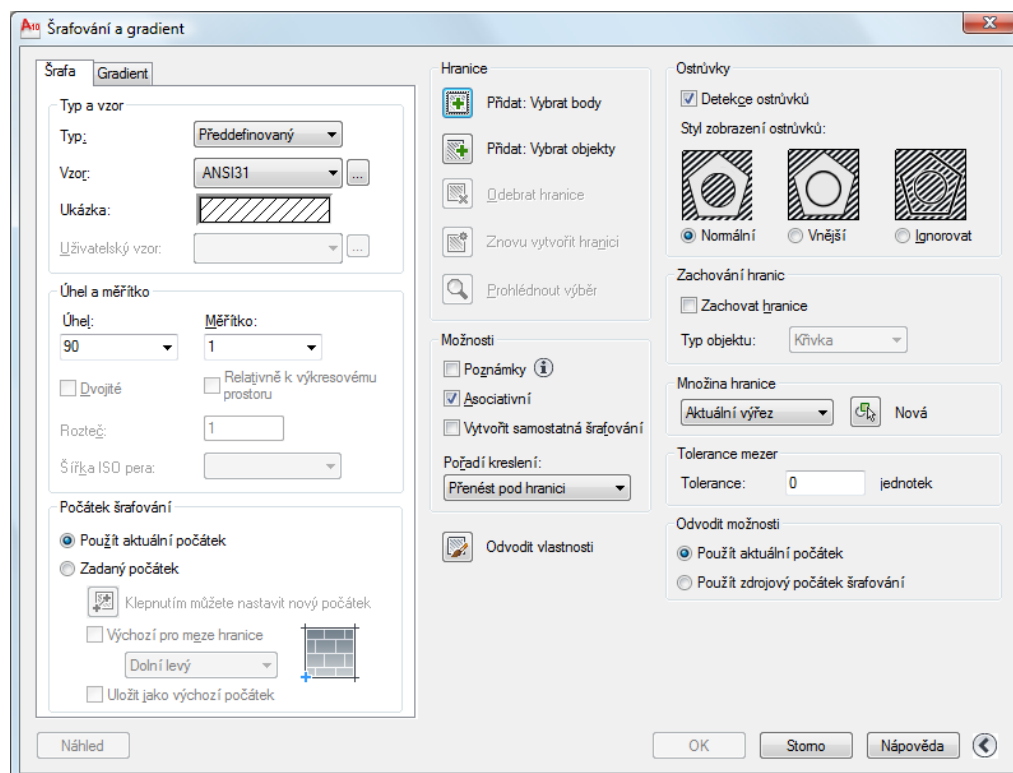 Šrafování a gradient
Šrafa
Gradient
Typ a vzor
Typ:
Předdefinovaný
Vzor:
ANSI31
...
Ukázka:
Uživatelský vzor:
...
Úhel a měřítko
Úhel:
Měřítko:
90
1
Dvojité
Relativně k výkresovému
prostoru
Rozteč:
1
Šířka ISO pera:
Počátek šrafování
Použít aktuální počátek
Zadaný počátek
Klepnutím můžete nastavit nový počátek
Výchozí pro meze hranice
Dolní levý
Uložit jako výchozí počátek
Náhled
Hranice
Přidat: Vybrat body
Přidat: Vybrat objekty
Odebrat hranice
Znovu vytvořit hranici
Prohlédnout výběr
Možnosti
Poznámky
Asociativní
Vytvořit samostatná šrafování
Pořadí kreslení:
Přenést pod hranici
Odvodit vlastnosti
Ostrůvky
Detekce ostrůvků
Styl zobrazení ostrůvků:
Normální
Vnější
Ignorovat
Zachování hranic
Zachovat hranice
Typ objektu:
Křivka
Množina hranice
Aktuální výřez
Nová
Tolerance mezer
Tolerance:
0
jednotek
Odvodit možnosti
Použít aktuální počátek
Použít zdrojový počátek šrafování
OK
Storno
Nápověda